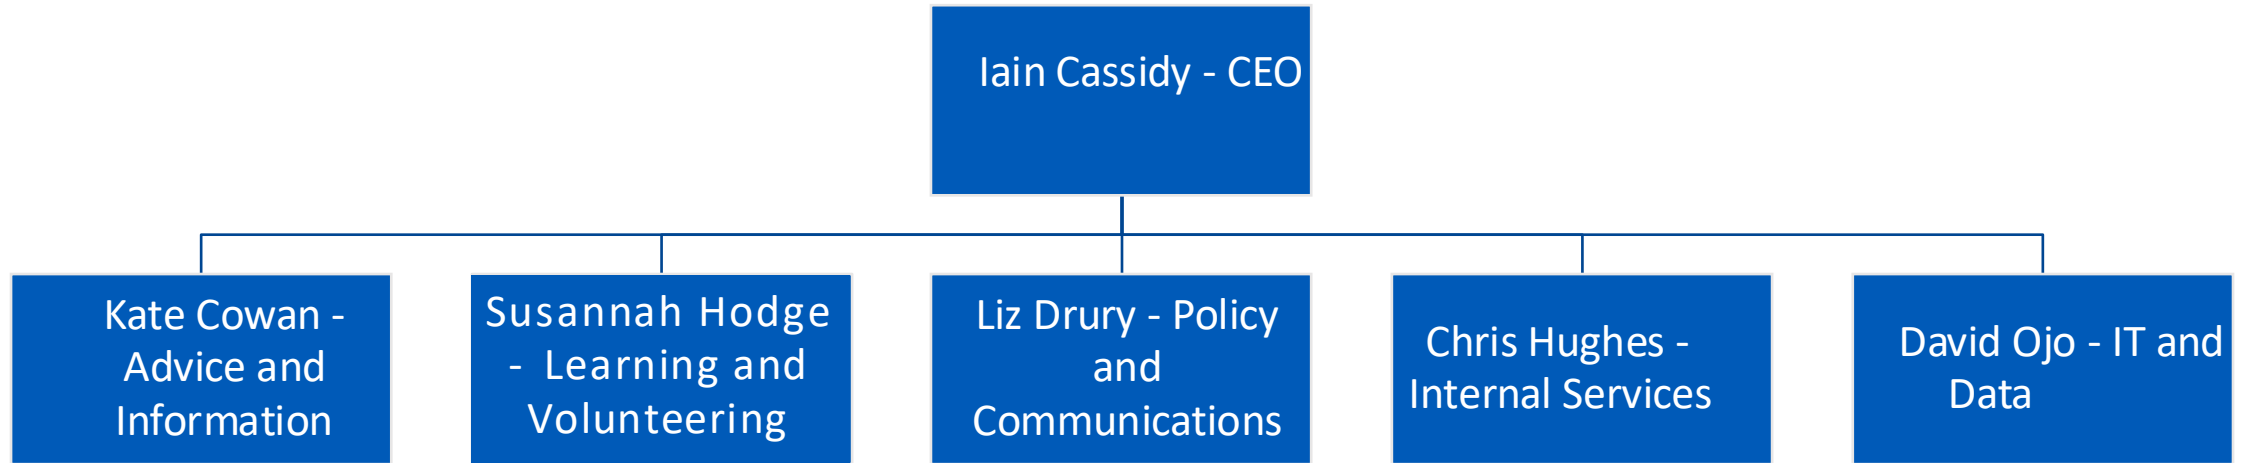 Iain Cassidy - CEO
Kate Cowan -
Advice and
Information
Susannah Hodge
- Learning and
Volunteering
Liz Drury - Policy
and
Communications
Chris Hughes -
Internal Services
David Ojo - IT and
Data